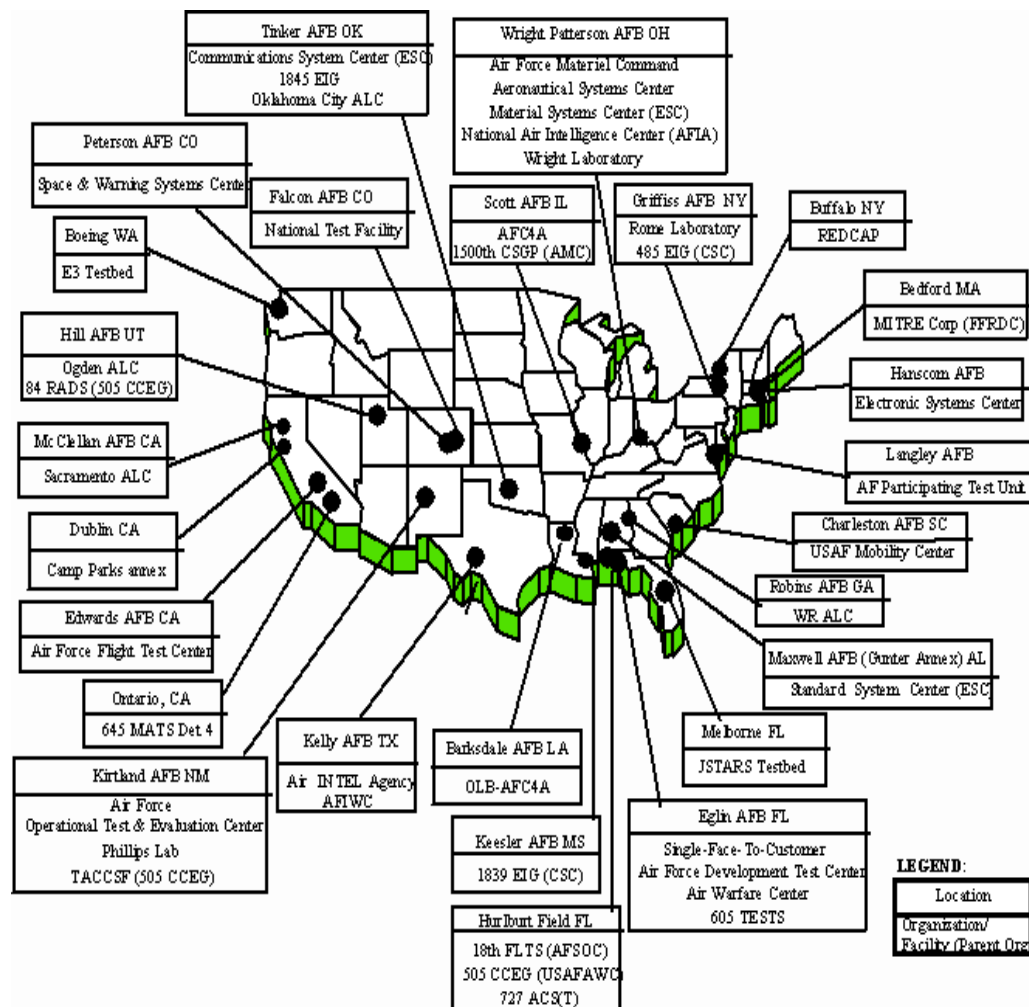 Tinker AFB OK
Communications System Center (ESC)
1845 EIG
Oklahoma City ALC
Wright Patterson AFB OH
Air Force Materiel Command
Aeronautical Systems Center
Material Systems Center (ESC)
National Air Intelligence Center (AFIA)
Wright Laboratory
Peterson AFB CO
Space & Warning Systems Center
Falcon AFB CO
National Test Facility
Scott AFB IL
AFC4A
1500th CSGP (AMC)
Griffiss AFB NY
Rome Laboratory
485 EIG (CSC)
Buffalo NY
REDCAP
Boeing WA
E3 Testbed
Bedford MA
MITRE Corp (FFRDC)
Hill AFB UT
Ogden ALC
84 RADS (505 CCEG)
Hanscom AFB
Electronic Systems Center
Mc Clellan AFB CA
Sacramento ALC
Langley AFB
AF Participating Test Unit
Dublin CA
Camp Parks annex
Charleston AFB SC
USAF Mobility Center
Edwards AFB CA
Air Force Flight Test Center
Robins AFB GA
WR ALC
Maxwell AFB (Gunter Annex) AL
Standard System Center (ESC)
Ontario, CA
645 MATS Det 4
Kelly AFB TX
Air INTEL Agency
AFIWC
Barksdale AFB LA
OLB-AFC4A
Melborne FL
JSTARS Testbed
Kirtland AFB NM
Air Force
Operational Test & Evaluation Center
Phillips Lab
TACCSF (505 CCEG)
Keesler AFB MS
1839 EIG (CSC)
Eglin AFB FL
Single-Face-To-Customer
Air Force Development Test Center
Air Warfare Center
605 TESTS
Hurlburt Field FL
18th FLTS (AFSOC)
505 CCEG (USAFAWC)
727 ACS(T)
LEGEND:
Location
Organization/
Facility (Parent Org